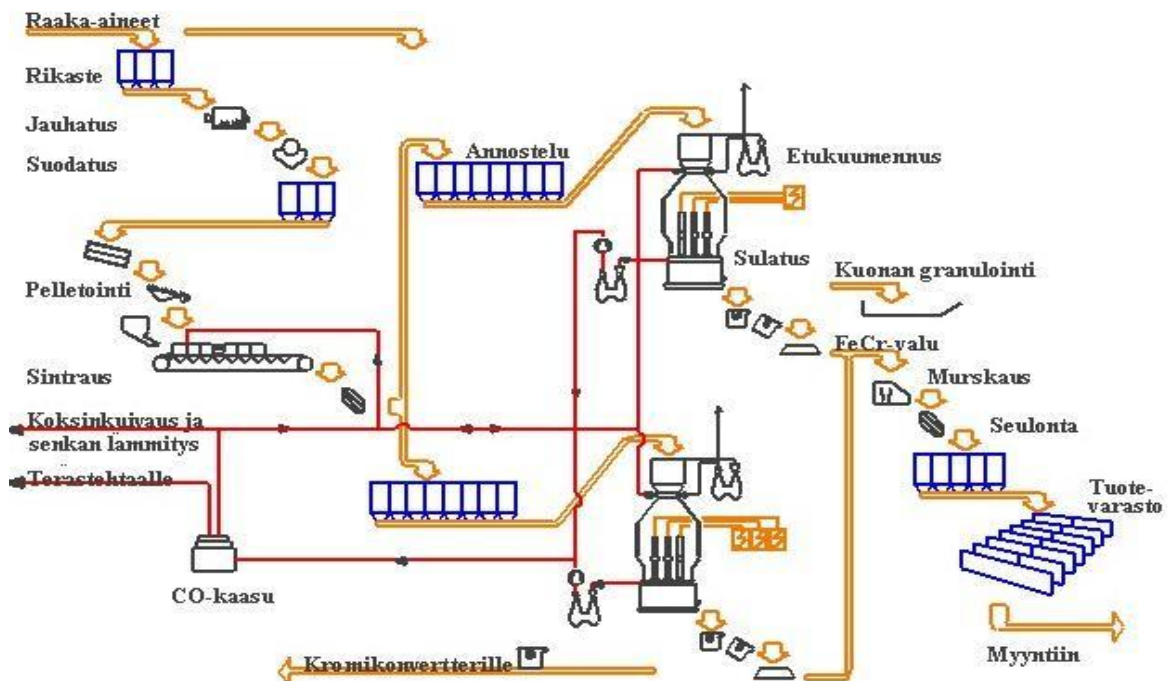 Raaka-aineet
Rikaste
Jauhatus
Suodatus
Annostelu
Etukuumennus
Sulatus
Kuonan granulointi
Pelletointi
FeCr-valu
Sintraus
Murskaus
Koksinkuivaus ja
senkan lämmitys
Seulonta
Terästehtaalle
Tuote-
varasto
CO-kaasu
Kromikonvertterille
Myyntiin